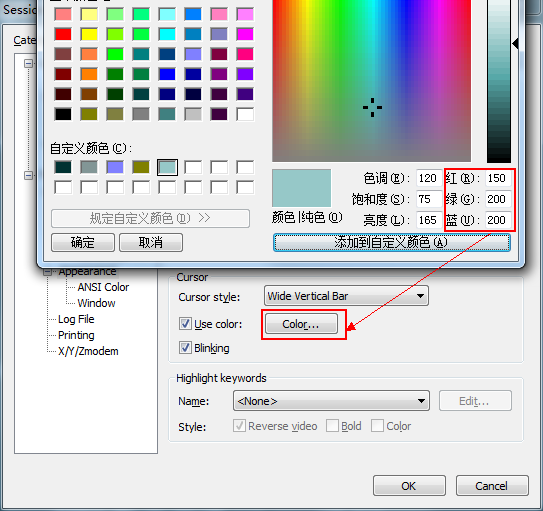 Sessio
Cate
自定义颜色(C):
规定自定义颜色(D) >>
确定
取消
颜色|纯色(O)
色调(E): 120
红(R): 150
饱和度(S): 75
绿(G): 200
亮度(L): 165
蓝(U): 200
添加到自定义颜色(A)
Appearance
ANSI Color
Window
Log File
Printing
X/Y/Zmodem
Cursor
Cursor style: Wide Vertical Bar
Use color: Color...
Blinking
Highlight keywords
Name: <None> Edit...
Style: Reverse video Bold Color
OK
Cancel